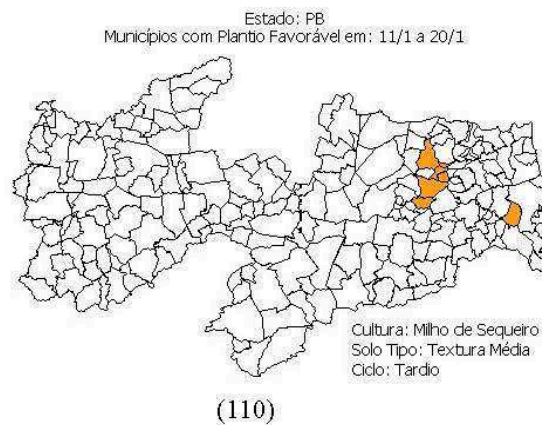 Estado: PB
Municípios com Plantio Favorável em: 11/1 a 20/1
Cultura: Milho de Sequeiro
Solo Tipo: Textura Média
Ciclo: Tardio
(110)